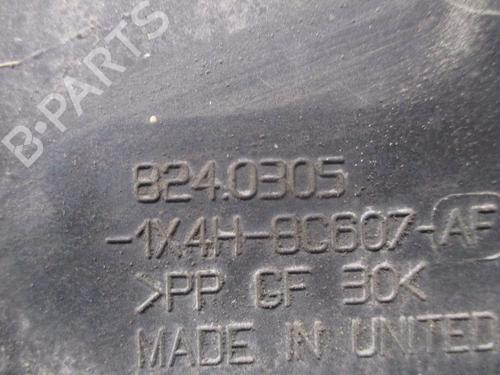 B-PARTS
824.0305
-1X4H-8C607-AF
>PP GF 30<
MADE IN UNITED